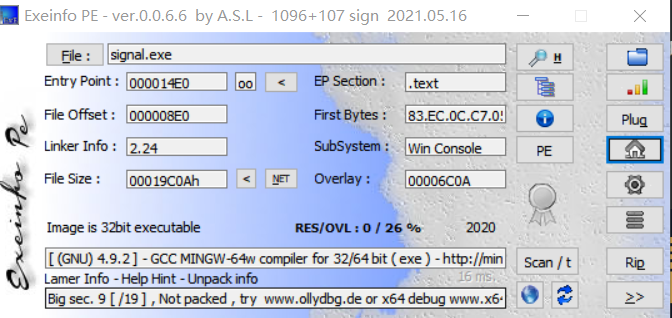 Exeinfo PE - ver.0.0.6.6  by A.S.L -  1096+107 sign  2021.05.16
File : signal.exe H
Entry Point : 000014E0 oo < EP Section : .text
File Offset : 000008E0 First Bytes : 83.EC.0C.C7.05 Plug
Linker Info : 2.24 SubSystem : Win Console PE
File Size : 00019C0Ah < NET Overlay : 00006C0A
Image is 32bit executable RES/OVL : 0 / 26 % 2020
Exeinfo Pe
[ (GNU) 4.9.2 ] - GCC MINGW-64w compiler for 32/64 bit ( exe ) - http://min Scan / t Rip
Lamer Info - Help Hint - Unpack info 16 ms.
Big sec. 9 [ /19 ] , Not packed , try  www.ollydbg.de or x64 debug www.x64 >>